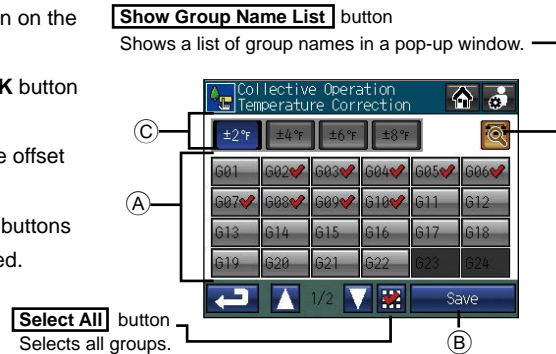 n on the
K button
e offset
buttons
ed.
Show Group Name List button
Shows a list of group names in a pop-up window.
Collective Operation
Temperature Correction
C
±2°F ±4°F ±6°F ±8°F
A
G01 G02 G03 G04 G05 G06
G07 G08 G09 G10 G11 G12
G13 G14 G15 G16 G17 G18
G19 G20 G21 G22 G23 G24
1/2 Save
Select All button
Selects all groups.
B